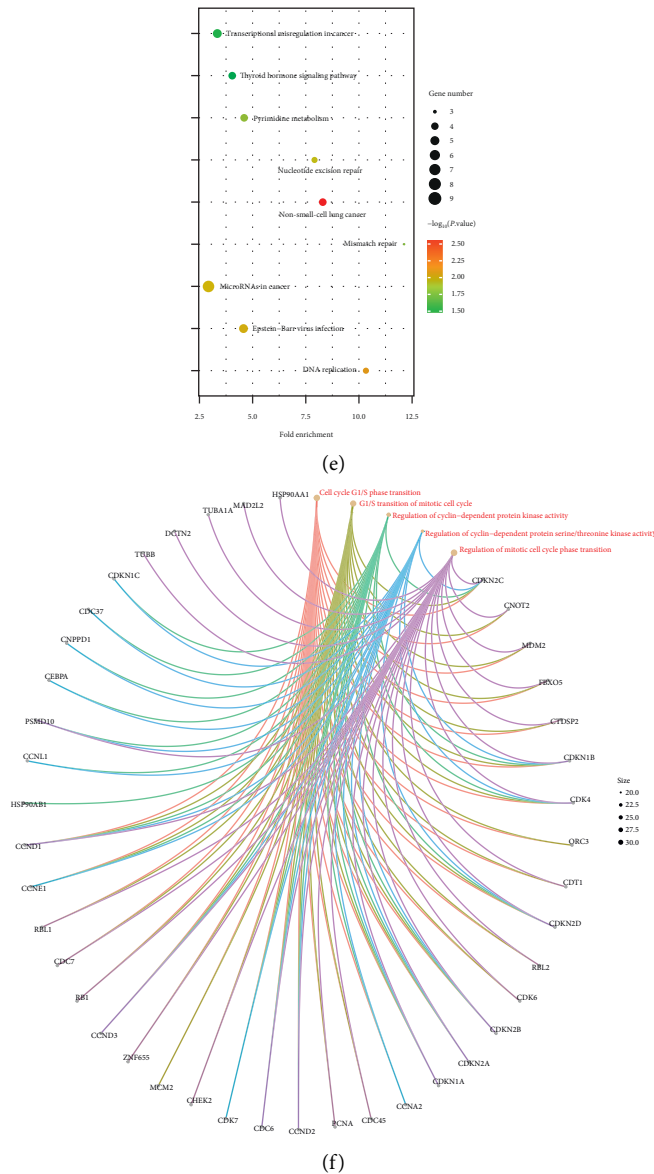 Transcriptional misregulation in cancer
Thyroid hormone signaling pathway
Pyrimidine metabolism
Nucleotide excision repair
Non-small-cell lung cancer
Mismatch repair
MicroRNAs in cancer
Epstein-Barr virus infection
DNA replication
2.5 5.0 7.5 10.0 12.5
Fold enrichment
Gene number
3
4
5
6
7
8
9
−log10(P.value)
2.50
2.25
2.00
1.75
1.50
(e)
Cell cycle G1/S phase transition
G1/S transition of mitotic cell cycle
Regulation of cyclin-dependent protein kinase activity
Regulation of cyclin-dependent protein serine/threonine kinase activity
Regulation of mitotic cell cycle phase transition
HSP90AA1
MAD2L2
TUBA1A
DCTN2
TUBB
CDKN1C
CDC37
CNPPD1
CEBPA
PSMD10
CCNL1
HSP90AB1
CCND1
CCNE1
RBL1
CDC7
RB1
CCND3
ZNF655
MCM2
CHEK2
CDK7
CDC6
CCND2
PCNA
CDC45
CCNA2
CDKN1A
CDKN2A
CDKN2B
CDK6
RBL2
CDKN2D
CDT1
ORC3
CDK4
CDKN1B
CTDSP2
FBXO5
MDM2
CNOT2
CDKN2C
Size
20.0
22.5
25.0
27.5
30.0
(f)